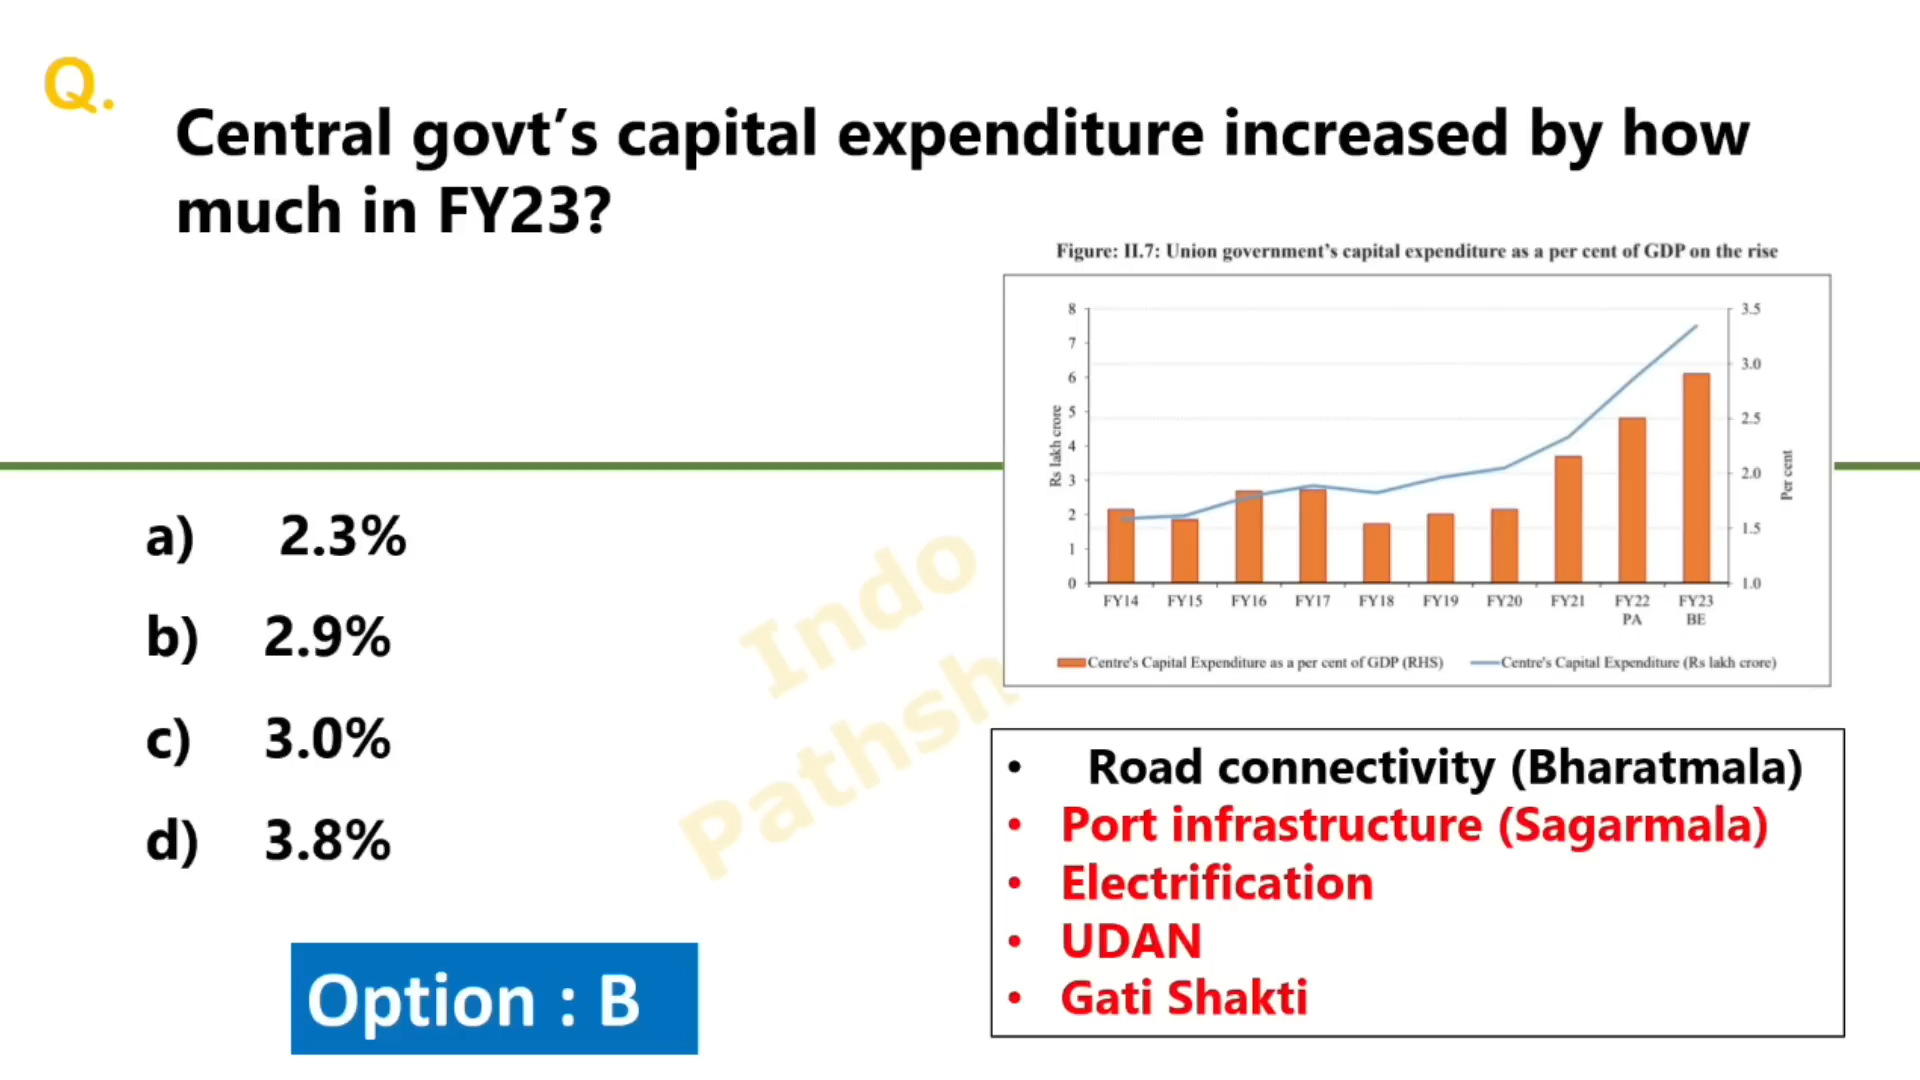 Q.
Central govt’s capital expenditure increased by how
much in FY23?
Figure: II.7: Union government’s capital expenditure as a per cent of GDP on the rise
8
7
6
5
4
3
2
1
0
Rs lakh crore
3.5
3.0
2.5
2.0
1.5
1.0
Per cent
FY14 FY15 FY16 FY17 FY18 FY19 FY20 FY21 FY22 FY23
PA BE
Centre's Capital Expenditure as a per cent of GDP (RHS) Centre's Capital Expenditure (Rs lakh crore)
a) 2.3%
b) 2.9%
c) 3.0%
d) 3.8%
Indo
Pathsh
Option : B
• Road connectivity (Bharatmala)
• Port infrastructure (Sagarmala)
• Electrification
• UDAN
• Gati Shakti